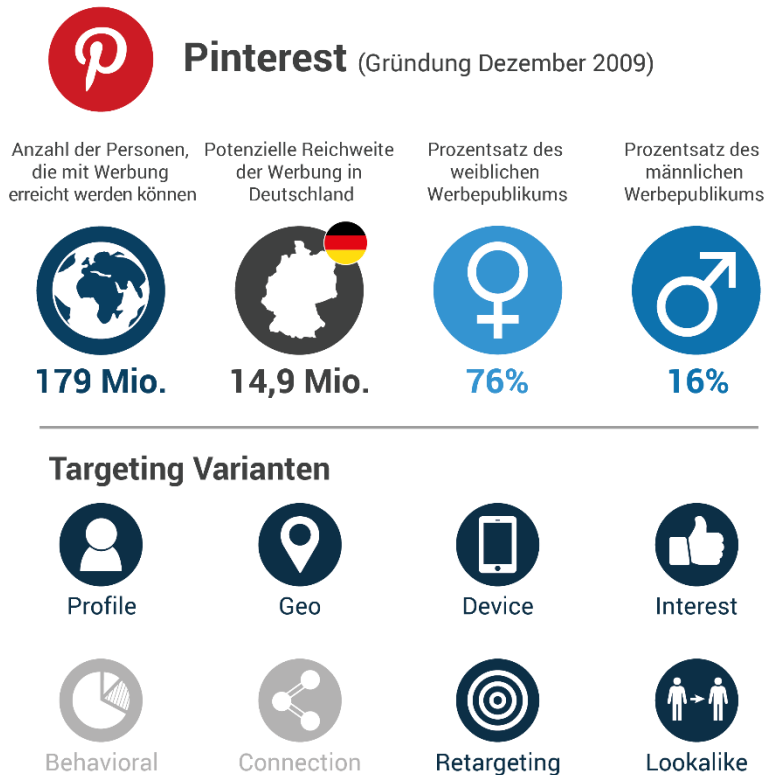 Pinterest (Gründung Dezember 2009)
Anzahl der Personen,
die mit Werbung
erreicht werden können
Potenzielle Reichweite
der Werbung in
Deutschland
Prozentsatz des
weiblichen
Werbepublikums
Prozentsatz des
männlichen
Werbepublikums
179 Mio.
14,9 Mio.
76%
16%
Targeting Varianten
Profile
Geo
Device
Interest
Behavioral
Connection
Retargeting
Lookalike